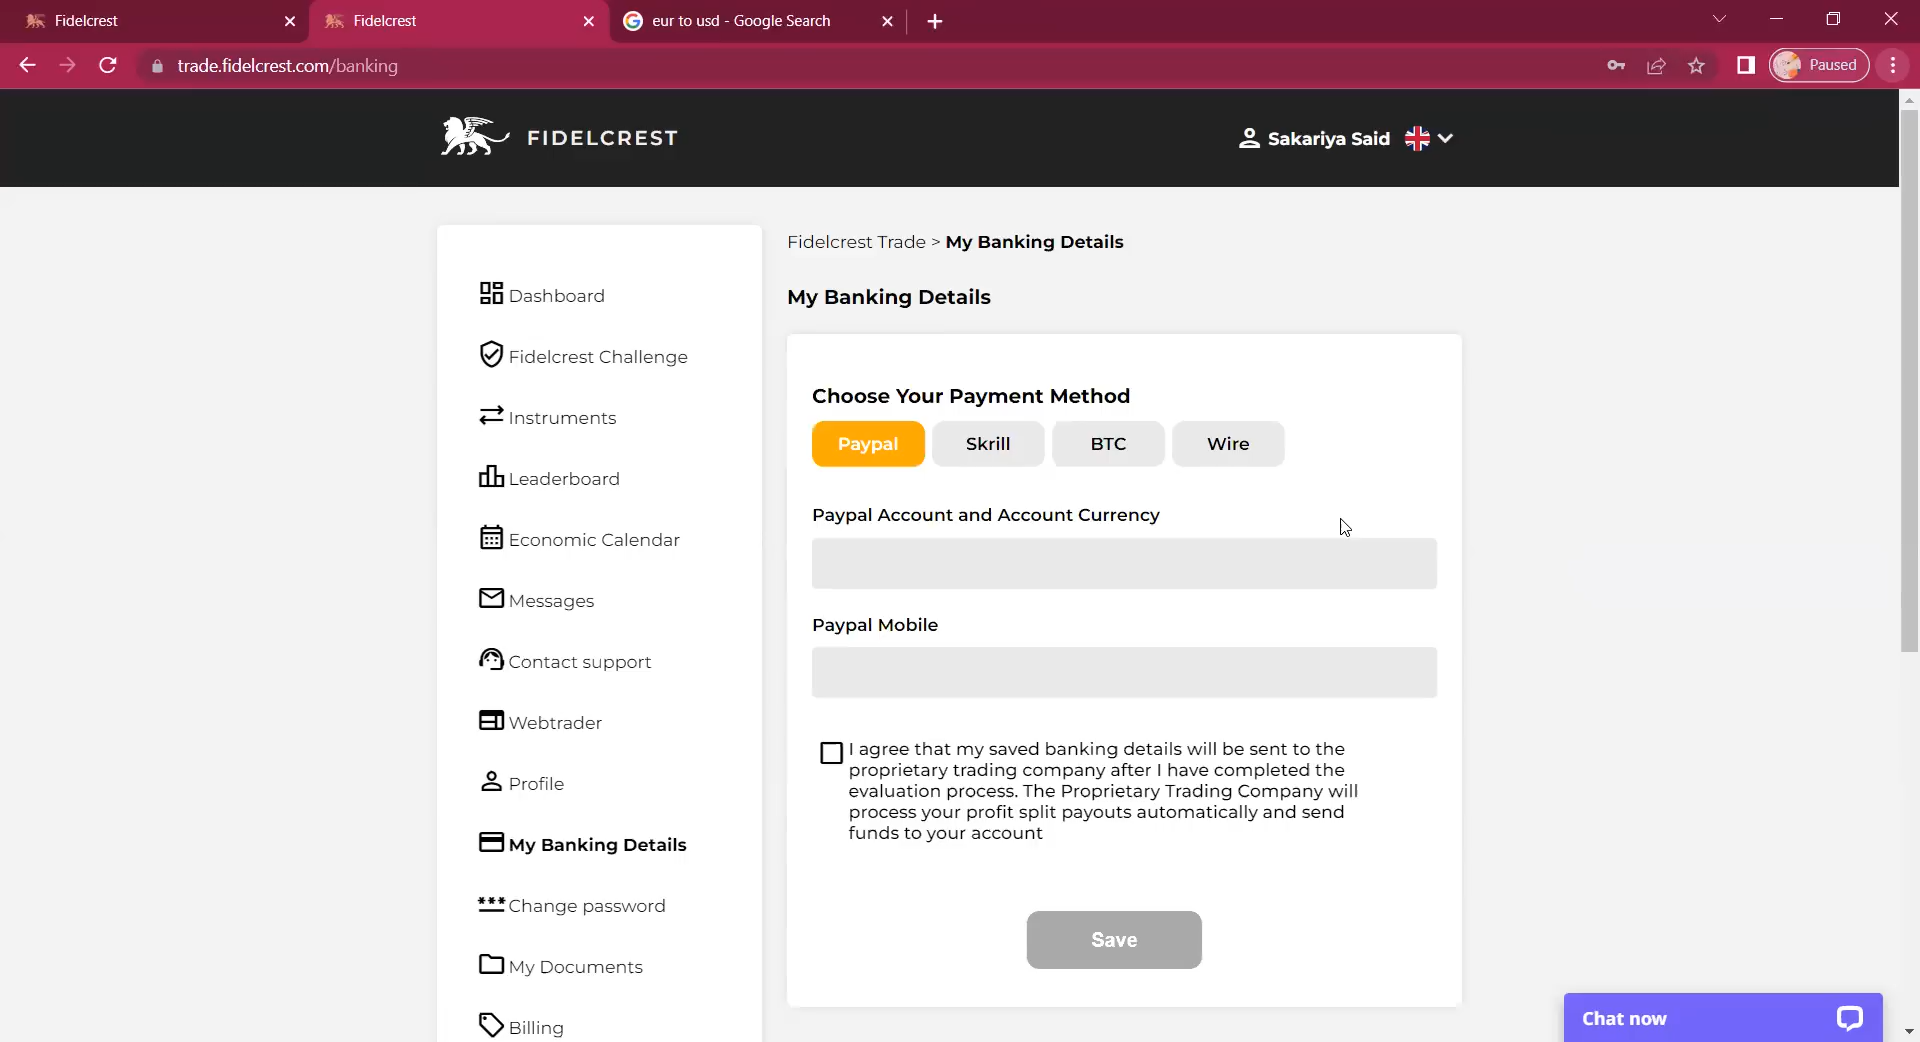 Fidelcrest
Fidelcrest
eur to usd - Google Search
trade.fidelcrest.com/banking
Paused
FIDELCREST
Sakariya Said
Dashboard
Fidelcrest Challenge
Instruments
Leaderboard
Economic Calendar
Messages
Contact support
Webtrader
Profile
My Banking Details
Change password
My Documents
Billing
Fidelcrest Trade > My Banking Details
My Banking Details
Choose Your Payment Method
Paypal
Skrill
BTC
Wire
Paypal Account and Account Currency
Paypal Mobile
I agree that my saved banking details will be sent to the
proprietary trading company after I have completed the
evaluation process. The Proprietary Trading Company will
process your profit split payouts automatically and send
funds to your account
Save
Chat now